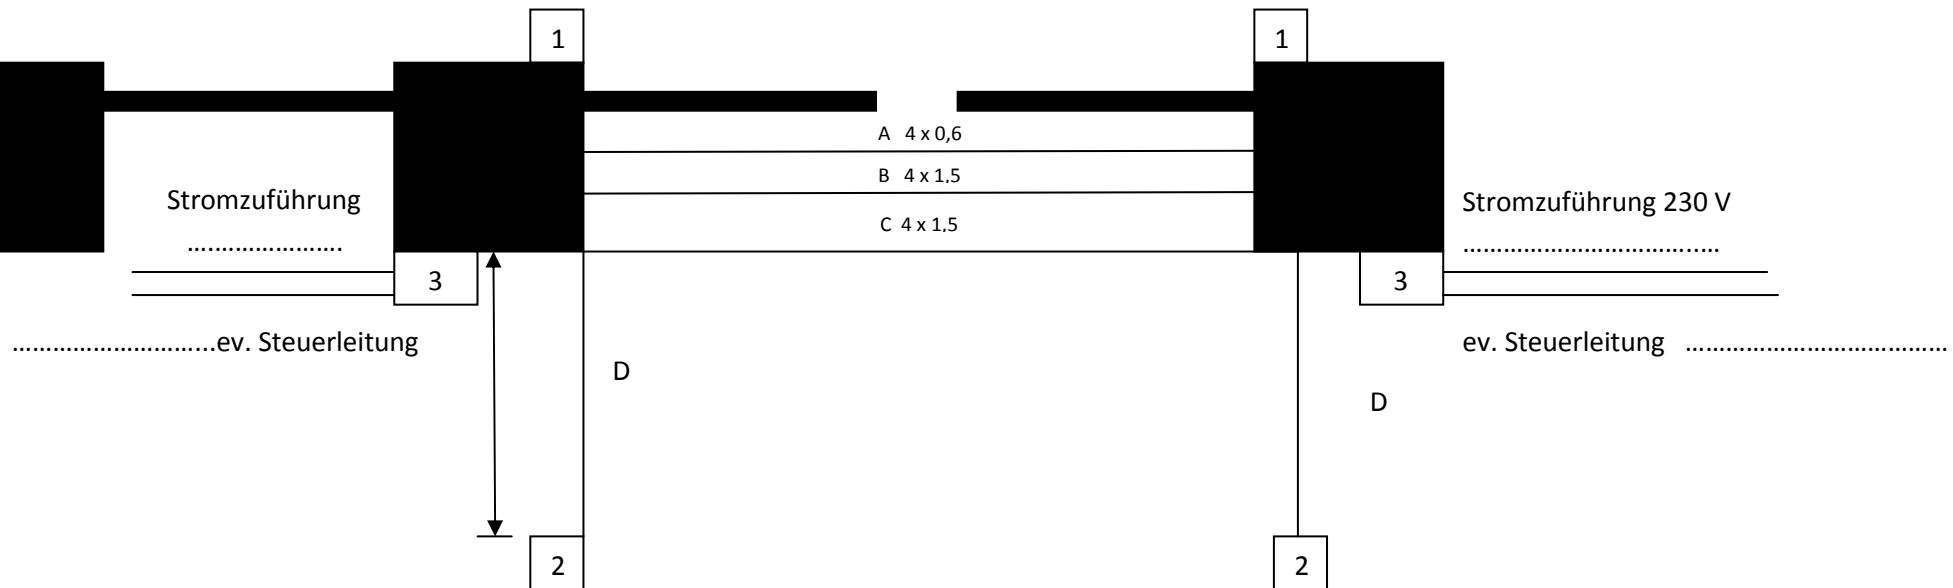 1
1
A 4 x 0,6
B 4 x 1,5
C 4 x 1,5
Stromzuführung
........................
Stromzuführung 230 V
........................................
3
3
..............................ev. Steuerleitung
ev. Steuerleitung .......................................
D
D
2
2